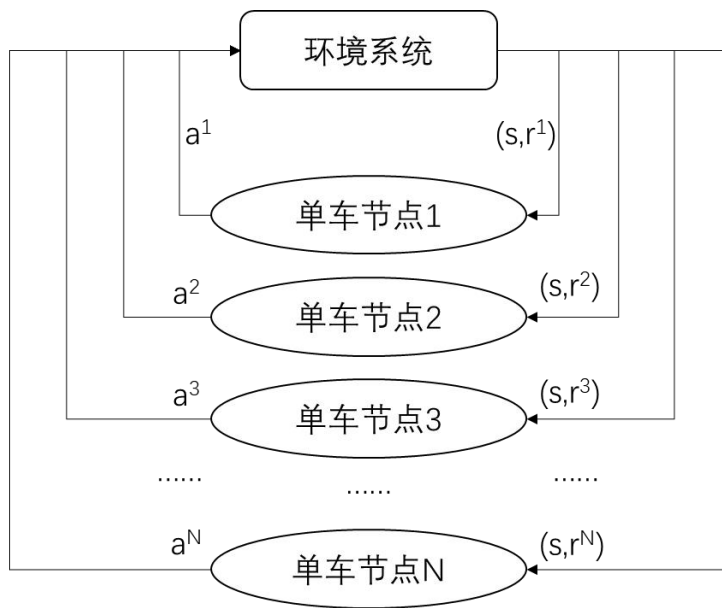 环境系统
a¹ (s,r¹)
单车节点1
a² (s,r²)
单车节点2
a³ (s,r³)
单车节点3
…… …… ……
aᴺ (s,rᴺ)
单车节点N